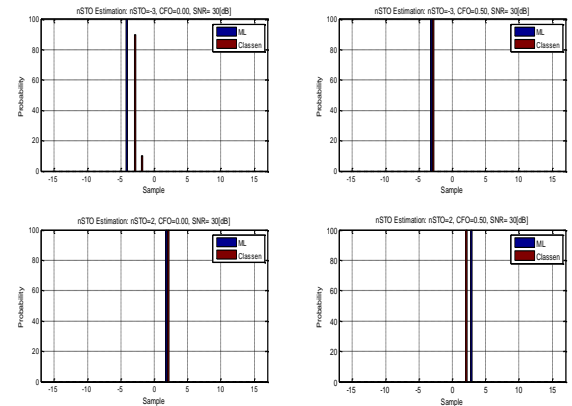 nSTO Estimation: nSTO=-3, CFO=0.00, SNR= 30[dB]
100
80
60
40
20
0
Probability
-15 -10 -5 0 5 10 15
Sample
ML
Classen
nSTO Estimation: nSTO=-3, CFO=0.50, SNR= 30[dB]
100
80
60
40
20
0
Probability
-15 -10 -5 0 5 10 15
Sample
ML
Classen
nSTO Estimation: nSTO=2, CFO=0.00, SNR= 30[dB]
100
80
60
40
20
0
Probability
-15 -10 -5 0 5 10 15
Sample
ML
Classen
nSTO Estimation: nSTO=2, CFO=0.50, SNR= 30[dB]
100
80
60
40
20
0
Probability
-15 -10 -5 0 5 10 15
Sample
ML
Classen